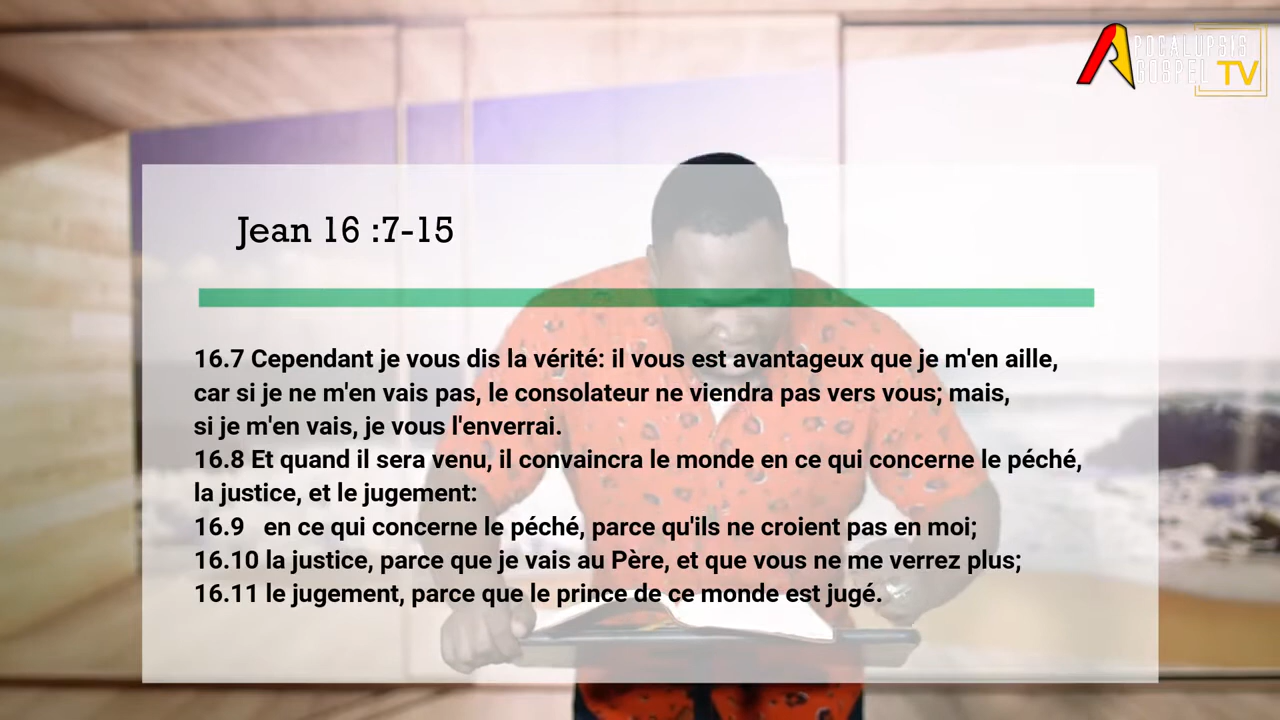 APOCALUPSIS
GOSPEL TV
Jean 16 :7-15
16.7 Cependant je vous dis la vérité: il vous est avantageux que je m'en aille,
car si je ne m'en vais pas, le consolateur ne viendra pas vers vous; mais,
si je m'en vais, je vous l'enverrai.
16.8 Et quand il sera venu, il convaincra le monde en ce qui concerne le péché,
la justice, et le jugement:
16.9 en ce qui concerne le péché, parce qu'ils ne croient pas en moi;
16.10 la justice, parce que je vais au Père, et que vous ne me verrez plus;
16.11 le jugement, parce que le prince de ce monde est jugé.